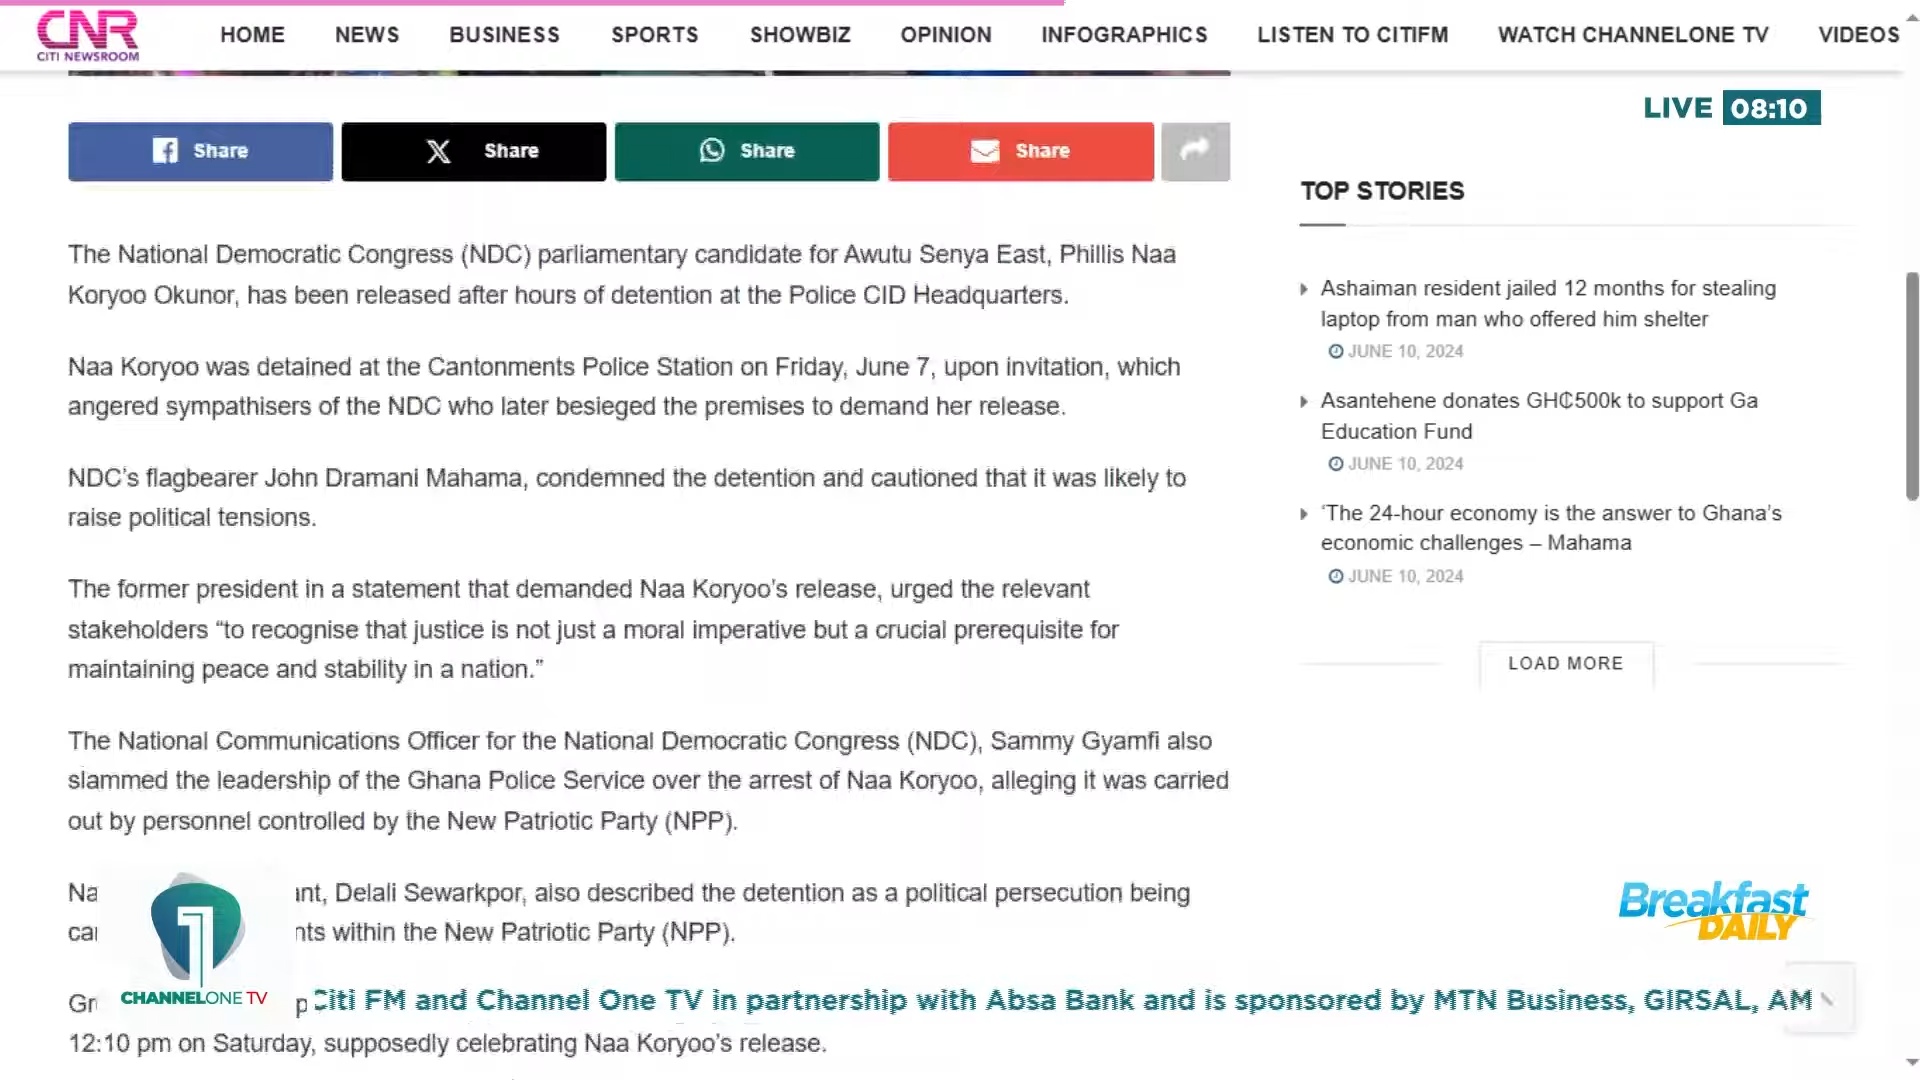 CNR
CITI NEWSROOM
HOME NEWS BUSINESS SPORTS SHOWBIZ OPINION INFOGRAPHICS LISTEN TO CITIFM WATCH CHANNELONE TV VIDEOS
LIVE 08:10
Share Share Share Share
The National Democratic Congress (NDC) parliamentary candidate for Awutu Senya East, Phillis Naa
Koryoo Okunor, has been released after hours of detention at the Police CID Headquarters.
Naa Koryoo was detained at the Cantonments Police Station on Friday, June 7, upon invitation, which
angered sympathisers of the NDC who later besieged the premises to demand her release.
NDC's flagbearer John Dramani Mahama, condemned the detention and cautioned that it was likely to
raise political tensions.
The former president in a statement that demanded Naa Koryoo's release, urged the relevant
stakeholders “to recognise that justice is not just a moral imperative but a crucial prerequisite for
maintaining peace and stability in a nation.”
The National Communications Officer for the National Democratic Congress (NDC), Sammy Gyamfi also
slammed the leadership of the Ghana Police Service over the arrest of Naa Koryoo, alleging it was carried
out by personnel controlled by the New Patriotic Party (NPP).
Delali Sewarkpor, also described the detention as a political persecution being
within the New Patriotic Party (NPP).
12:10 pm on Saturday, supposedly celebrating Naa Koryoo's release.
TOP STORIES
Ashaiman resident jailed 12 months for stealing
laptop from man who offered him shelter
JUNE 10, 2024
Asantehene donates GH₵500k to support Ga
Education Fund
JUNE 10, 2024
‘The 24-hour economy is the answer to Ghana's
economic challenges – Mahama
JUNE 10, 2024
LOAD MORE
Breakfast
DAILY
1
CHANNELONE TV
Citi FM and Channel One TV in partnership with Absa Bank and is sponsored by MTN Business, GIRSAL, AM